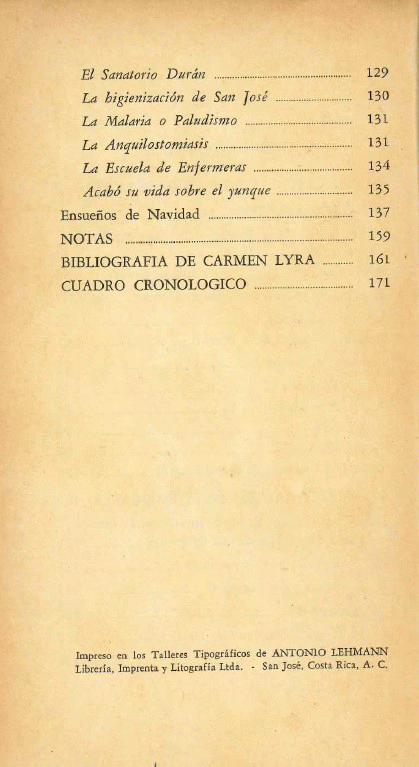 El Sanatorio Durán ........ 129
La higienización de San José ........ 130
La Malaria o Paludismo ........ 131
La Anquilostomiasis ........ 131
La Escuela de Enfermeras ........ 134
Acabó su vida sobre el yunque ........ 135
Ensueños de Navidad ........ 137
NOTAS ........ 159
BIBLIOGRAFIA DE CARMEN LYRA ........ 161
CUADRO CRONOLOGICO ........ 171
Impreso en los Talleres Tipográficos de ANTONIO LEHMANN
Librería, Imprenta y Litografía Ltda. - San José, Costa Rica, A. C.